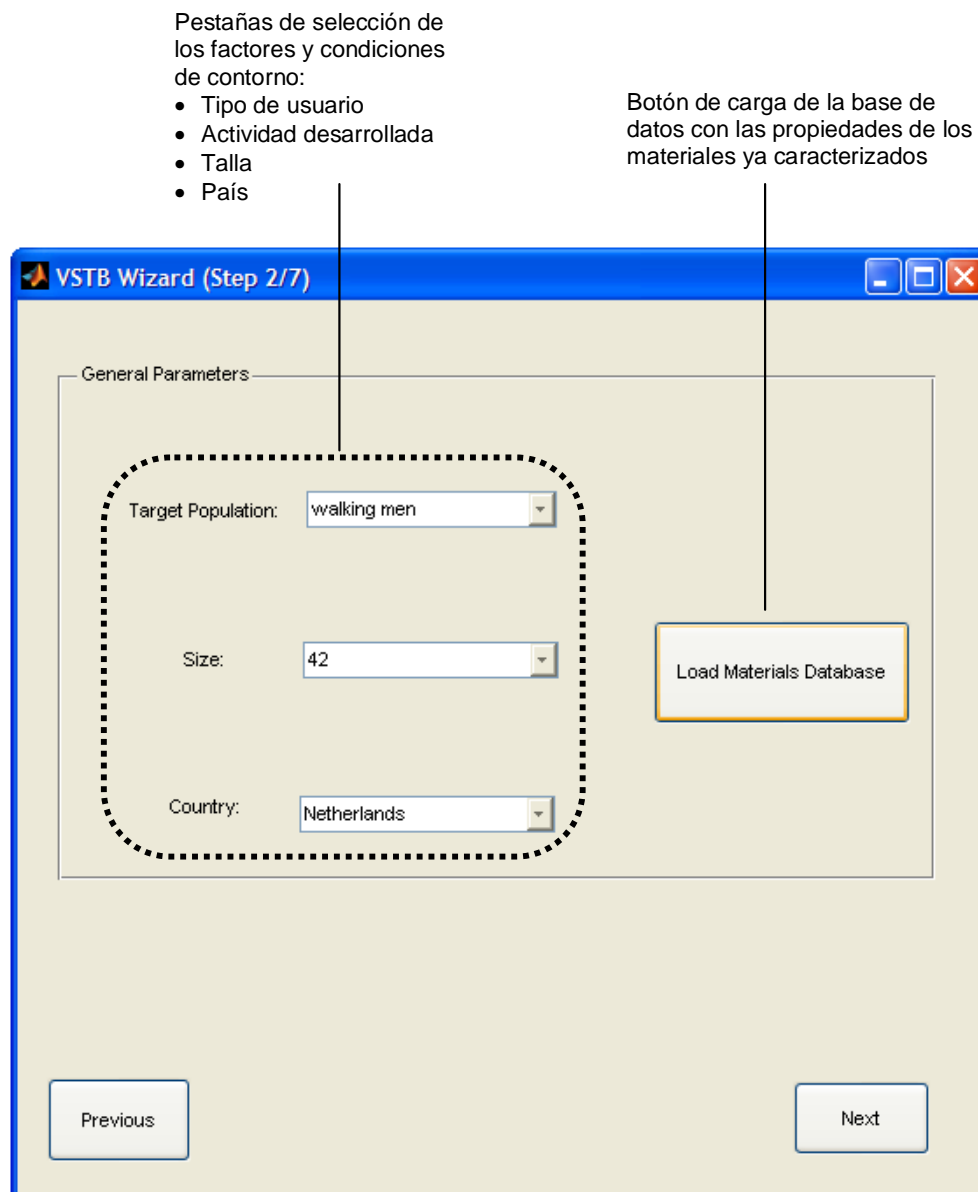 Pestañas de selección de
los factores y condiciones
de contorno:
• Tipo de usuario
• Actividad desarrollada
• Talla
• País
Botón de carga de la base de
datos con las propiedades de los
materiales ya caracterizados
VSTB Wizard (Step 2/7)
General Parameters
Target Population: walking men
Size: 42
Load Materials Database
Country: Netherlands
Previous
Next